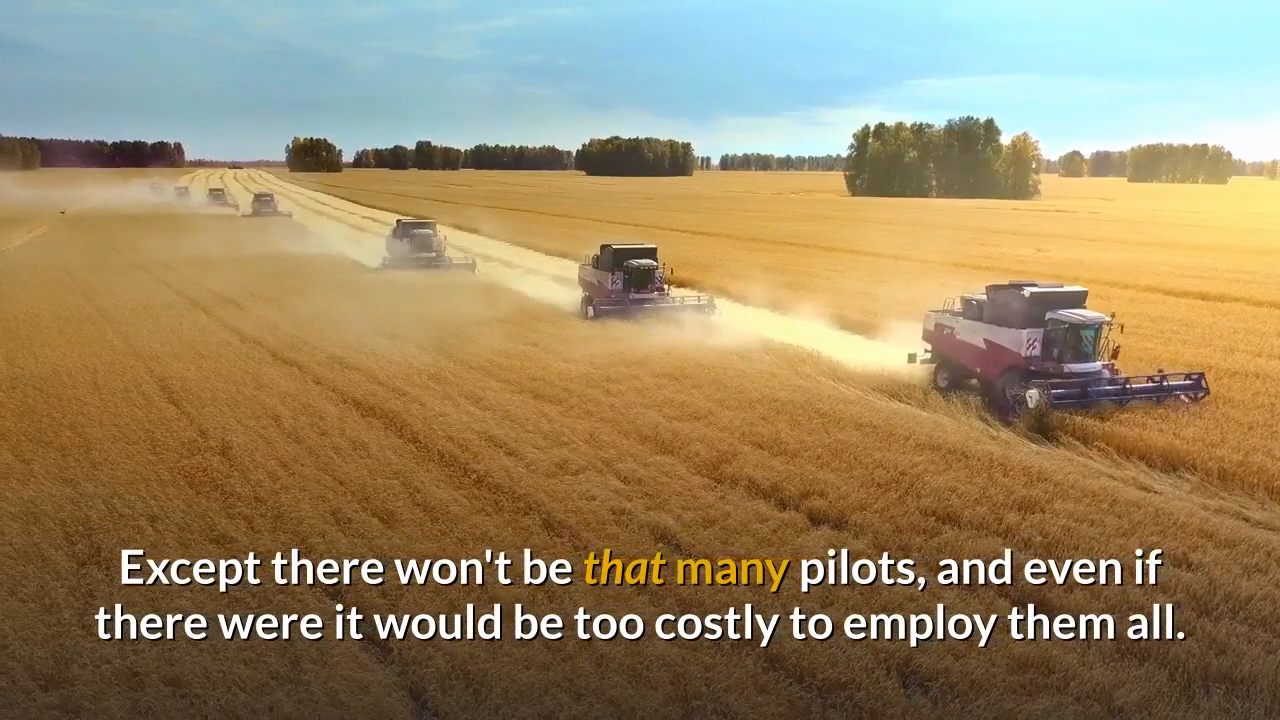 Except there won't be that many pilots, and even if
there were it would be too costly to employ them all.